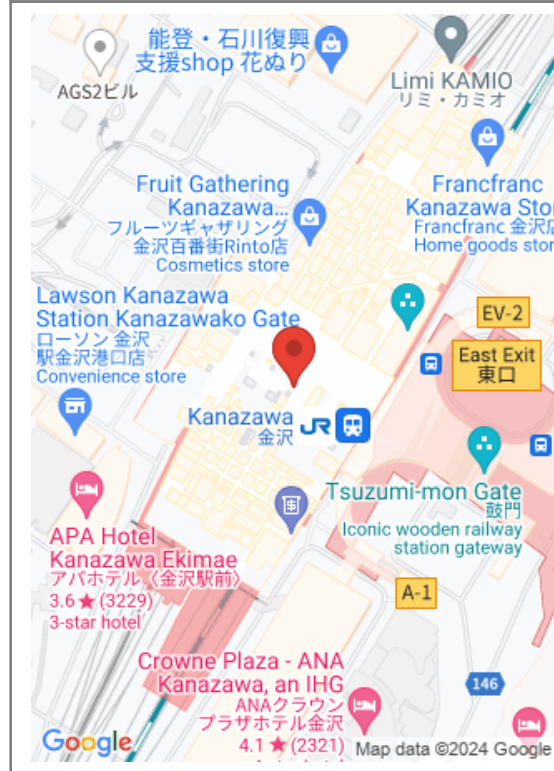 能登・石川復興
支援shop 花ぬり
AGS2ビル
Limi KAMIO
リミ・カミオ
Fruit Gathering
Kanazawa...
フルーツギャザリング
金沢百番街Rinto店
Cosmetics store
Francfranc
Kanazawa Sto
Francfranc 金沢店
Home goods stor
Lawson Kanazawa
Station Kanazawako Gate
ローソン 金沢
駅金沢港口店
Convenience store
EV-2
East Exit
東口
Kanazawa
金沢
JR
Tsuzumi-mon Gate
鼓門
Iconic wooden railway
station gateway
APA Hotel
Kanazawa Ekimae
アパホテル〈金沢駅前〉
3.6★(3229)
3-star hotel
A-1
Crowne Plaza - ANA
Kanazawa, an IHG
ANAクラウン
プラザホテル金沢
4.1★(2321)
146
Google
Map data ©2024 Google